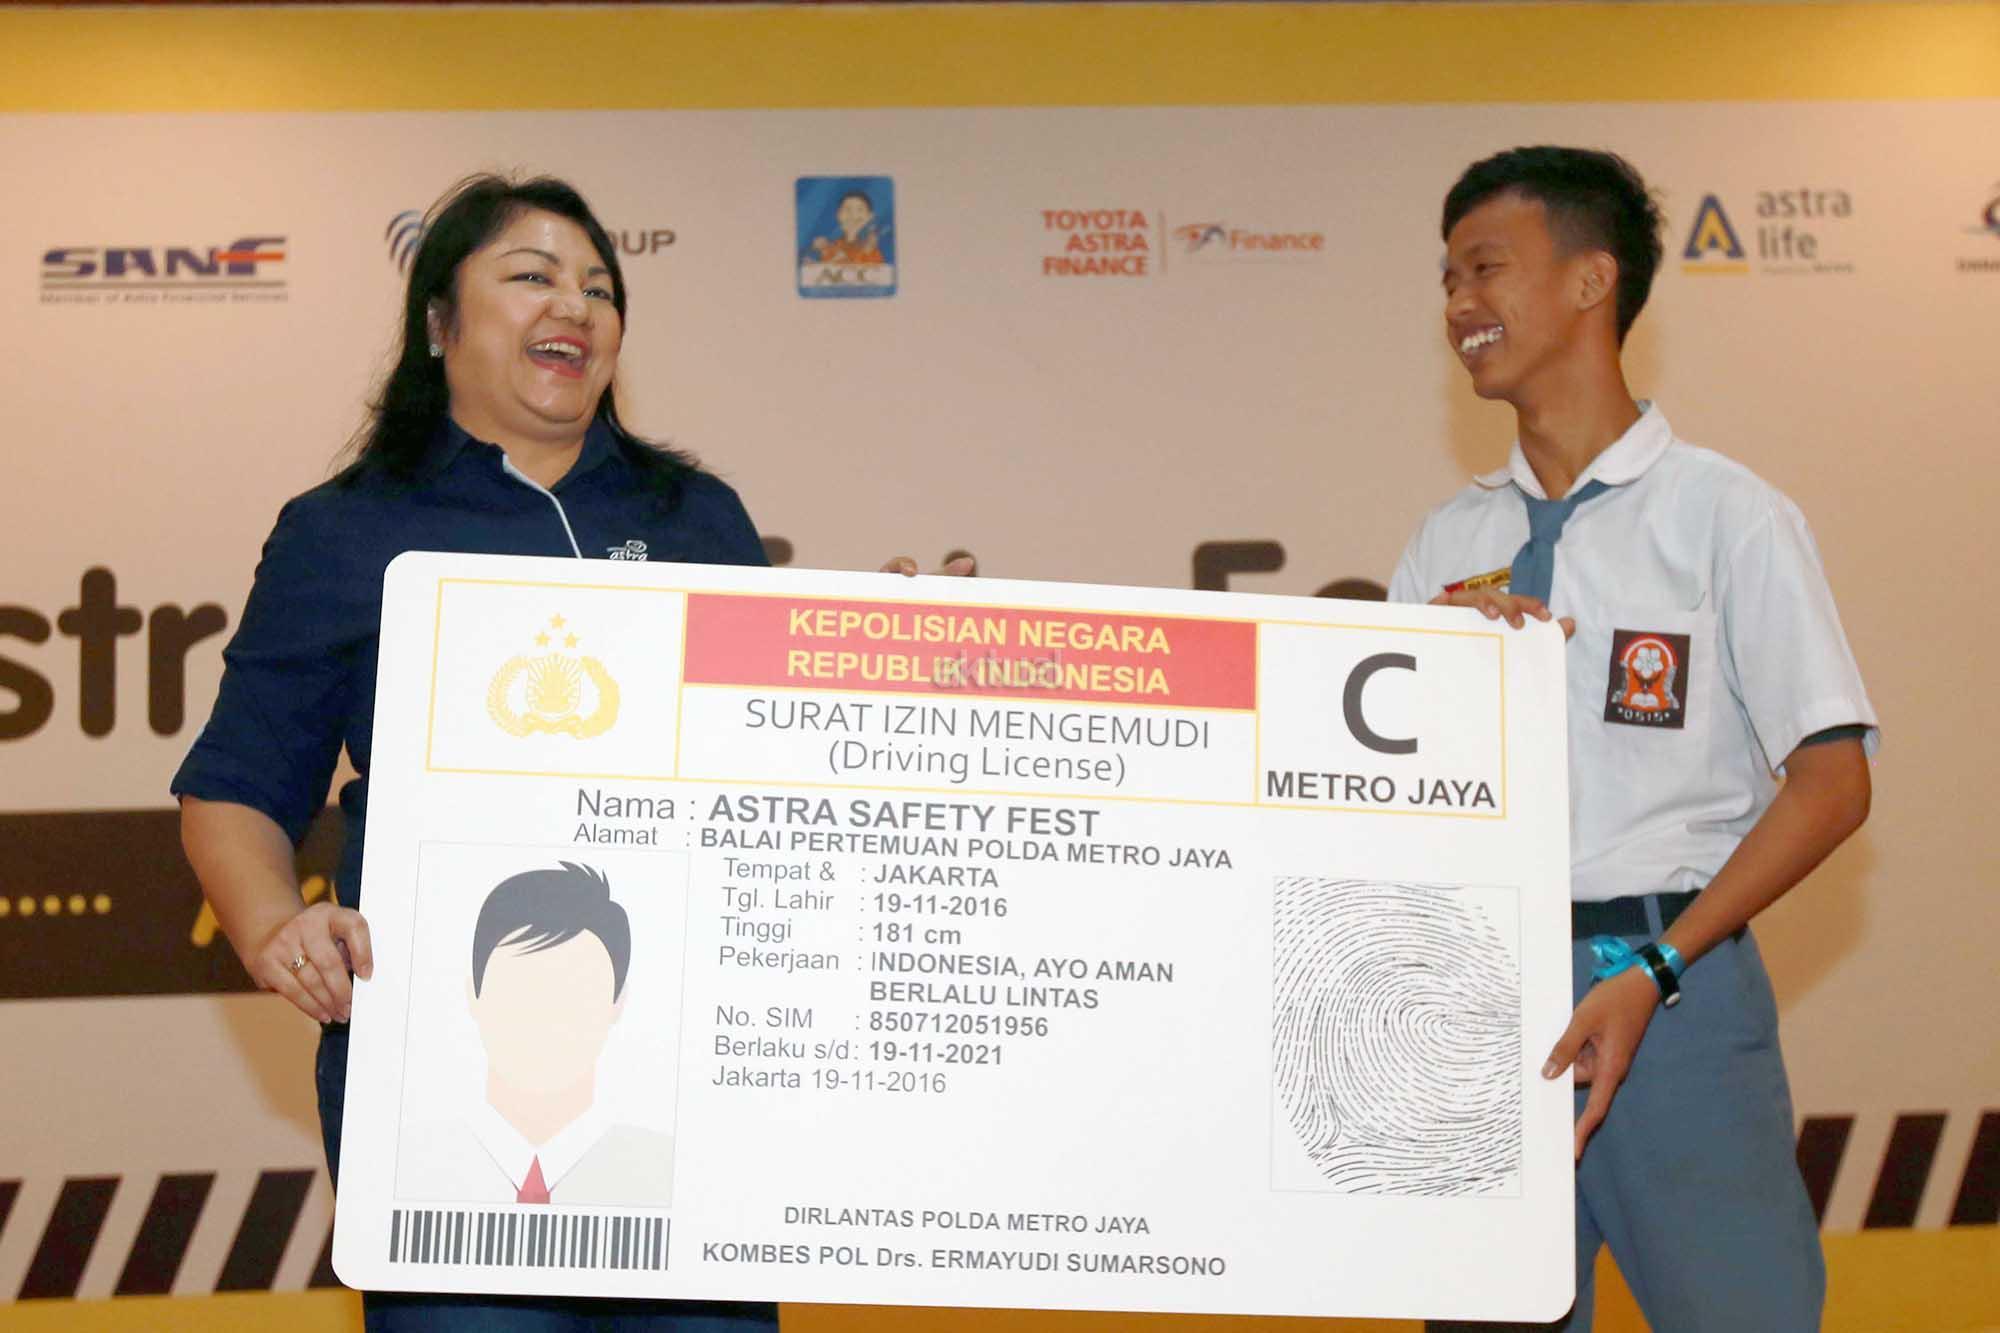 SANF
Member of Astra Financial Services
OUP
ACC
TOYOTA
ASTRA
FINANCE
Finance
astra
life
astra
stra
F
KEPOLISIAN NEGARA
REPUBLIK INDONESIA
aktual
SURAT IZIN MENGEMUDI
(Driving License)
C
METRO JAYA
OSIS
Nama : ASTRA SAFETY FEST
Alamat : BALAI PERTEMUAN POLDA METRO JAYA
Tempat & : JAKARTA
Tgl. Lahir : 19-11-2016
Tinggi : 181 cm
Pekerjaan : INDONESIA, AYO AMAN
BERLALU LINTAS
No. SIM : 850712051956
Berlaku s/d: 19-11-2021
Jakarta 19-11-2016
DIRLANTAS POLDA METRO JAYA
KOMBES POL Drs. ERMAYUDI SUMARSONO